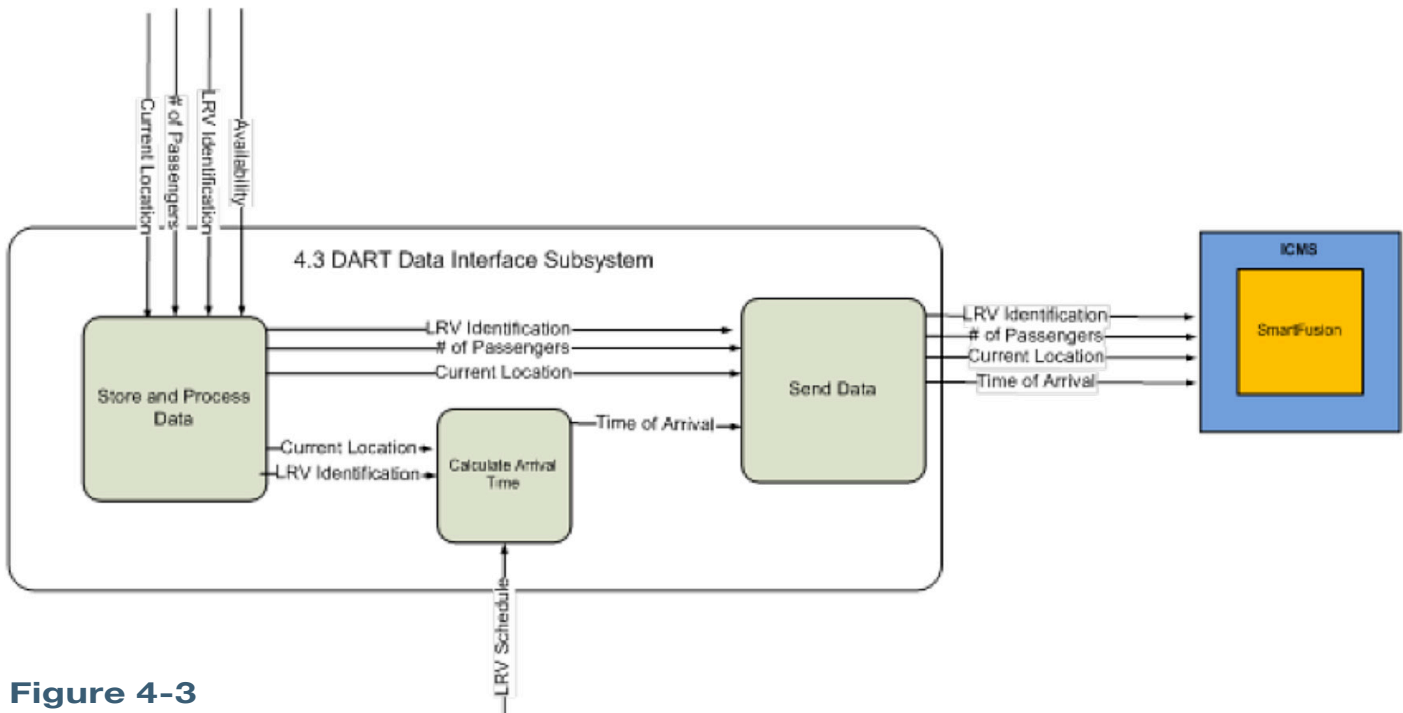 Current Location
# of Passengers
LRV Identification
Availability
4.3 DART Data Interface Subsystem
ICMS
SmartFusion
Store and Process
Data
LRV Identification
# of Passengers
Current Location
Current Location
LRV Identification
Calculate Arrival
Time
Time of Arrival
Send Data
LRV Identification
# of Passengers
Current Location
Time of Arrival
LRV Schedule
Figure 4-3